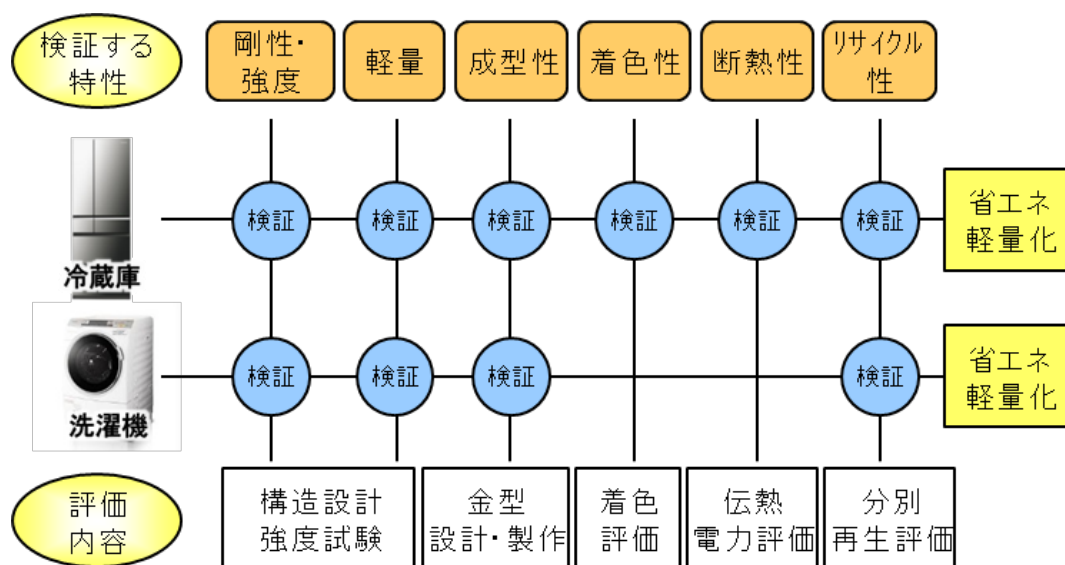 検証する
特性
剛性・
強度
軽量
成型性
着色性
断熱性
リサイクル
性
検証
検証
検証
検証
検証
検証
省エネ
軽量化
冷蔵庫
検証
検証
検証
検証
省エネ
軽量化
洗濯機
評価
内容
構造設計
強度試験
金型
設計・製作
着色
評価
伝熱
電力評価
分別
再生評価